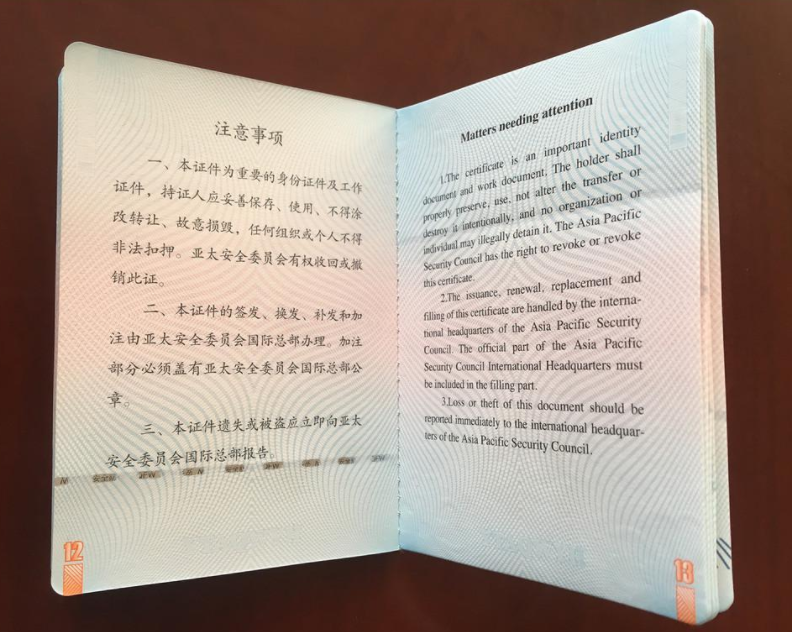 注意事项
一、本证件为重要的身份证件及工作
证件，持证人应妥善保存、使用、不得涂
改转让、故意损毁，任何组织或个人不得
非法扣押。亚太安全委员会有权收回或撤
销此证。
二、本证件的签发、换发、补发和加
注由亚太安全委员会国际总部办理。加注
部分必须盖有亚太安全委员会国际总部公
章。
三、本证件遗失或被盗应立即向亚太
安全委员会国际总部报告。
12
Matters needing attention
1.The certificate is an important identity
document and work document. The holder shall
properly preserve, use, not alter the transfer or
destroy it intentionally, and no organization or
individual may illegally detain it. The Asia Pacific
Security Council has the right to revoke or revoke
this certificate.
2.The issuance, renewal, replacement and
filling of this certificate are handled by the interna-
tional headquarters of the Asia Pacific Security
Council. The official part of the Asia Pacific
Security Council International Headquarters must
be included in the filling part.
3.Loss or theft of this document should be
reported immediately to the international headquar-
ters of the Asia Pacific Security Council.
13